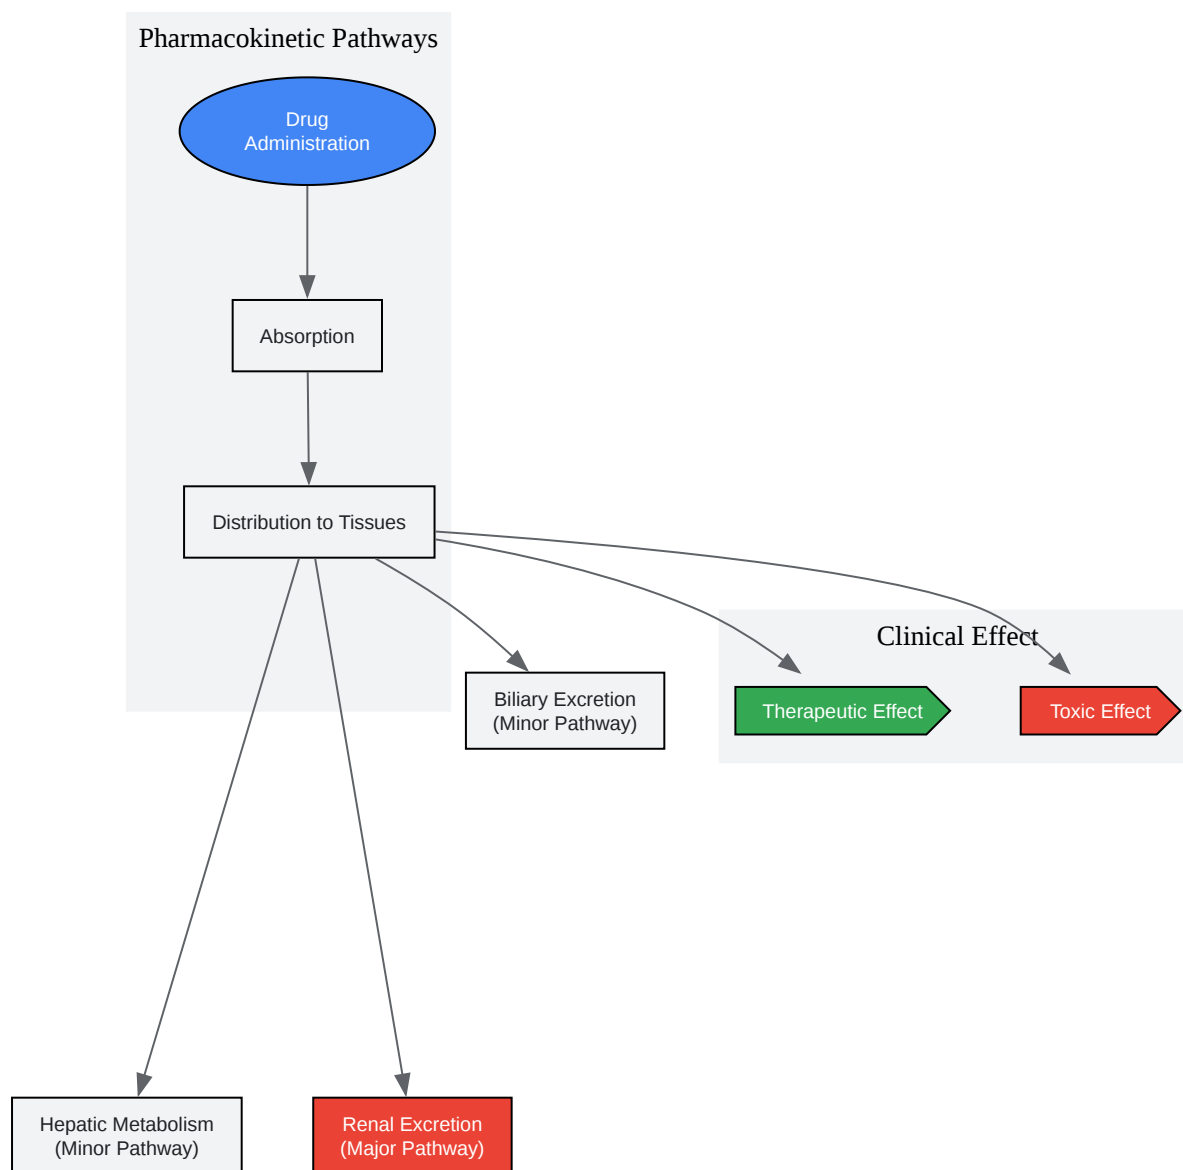 Pharmacokinetic Pathways
Drug
Administration
Absorption
Distribution to Tissues
Clinical Effect
Biliary Excretion
(Minor Pathway)
Therapeutic Effect
Toxic Effect
Hepatic Metabolism
(Minor Pathway)
Renal Excretion
(Major Pathway)